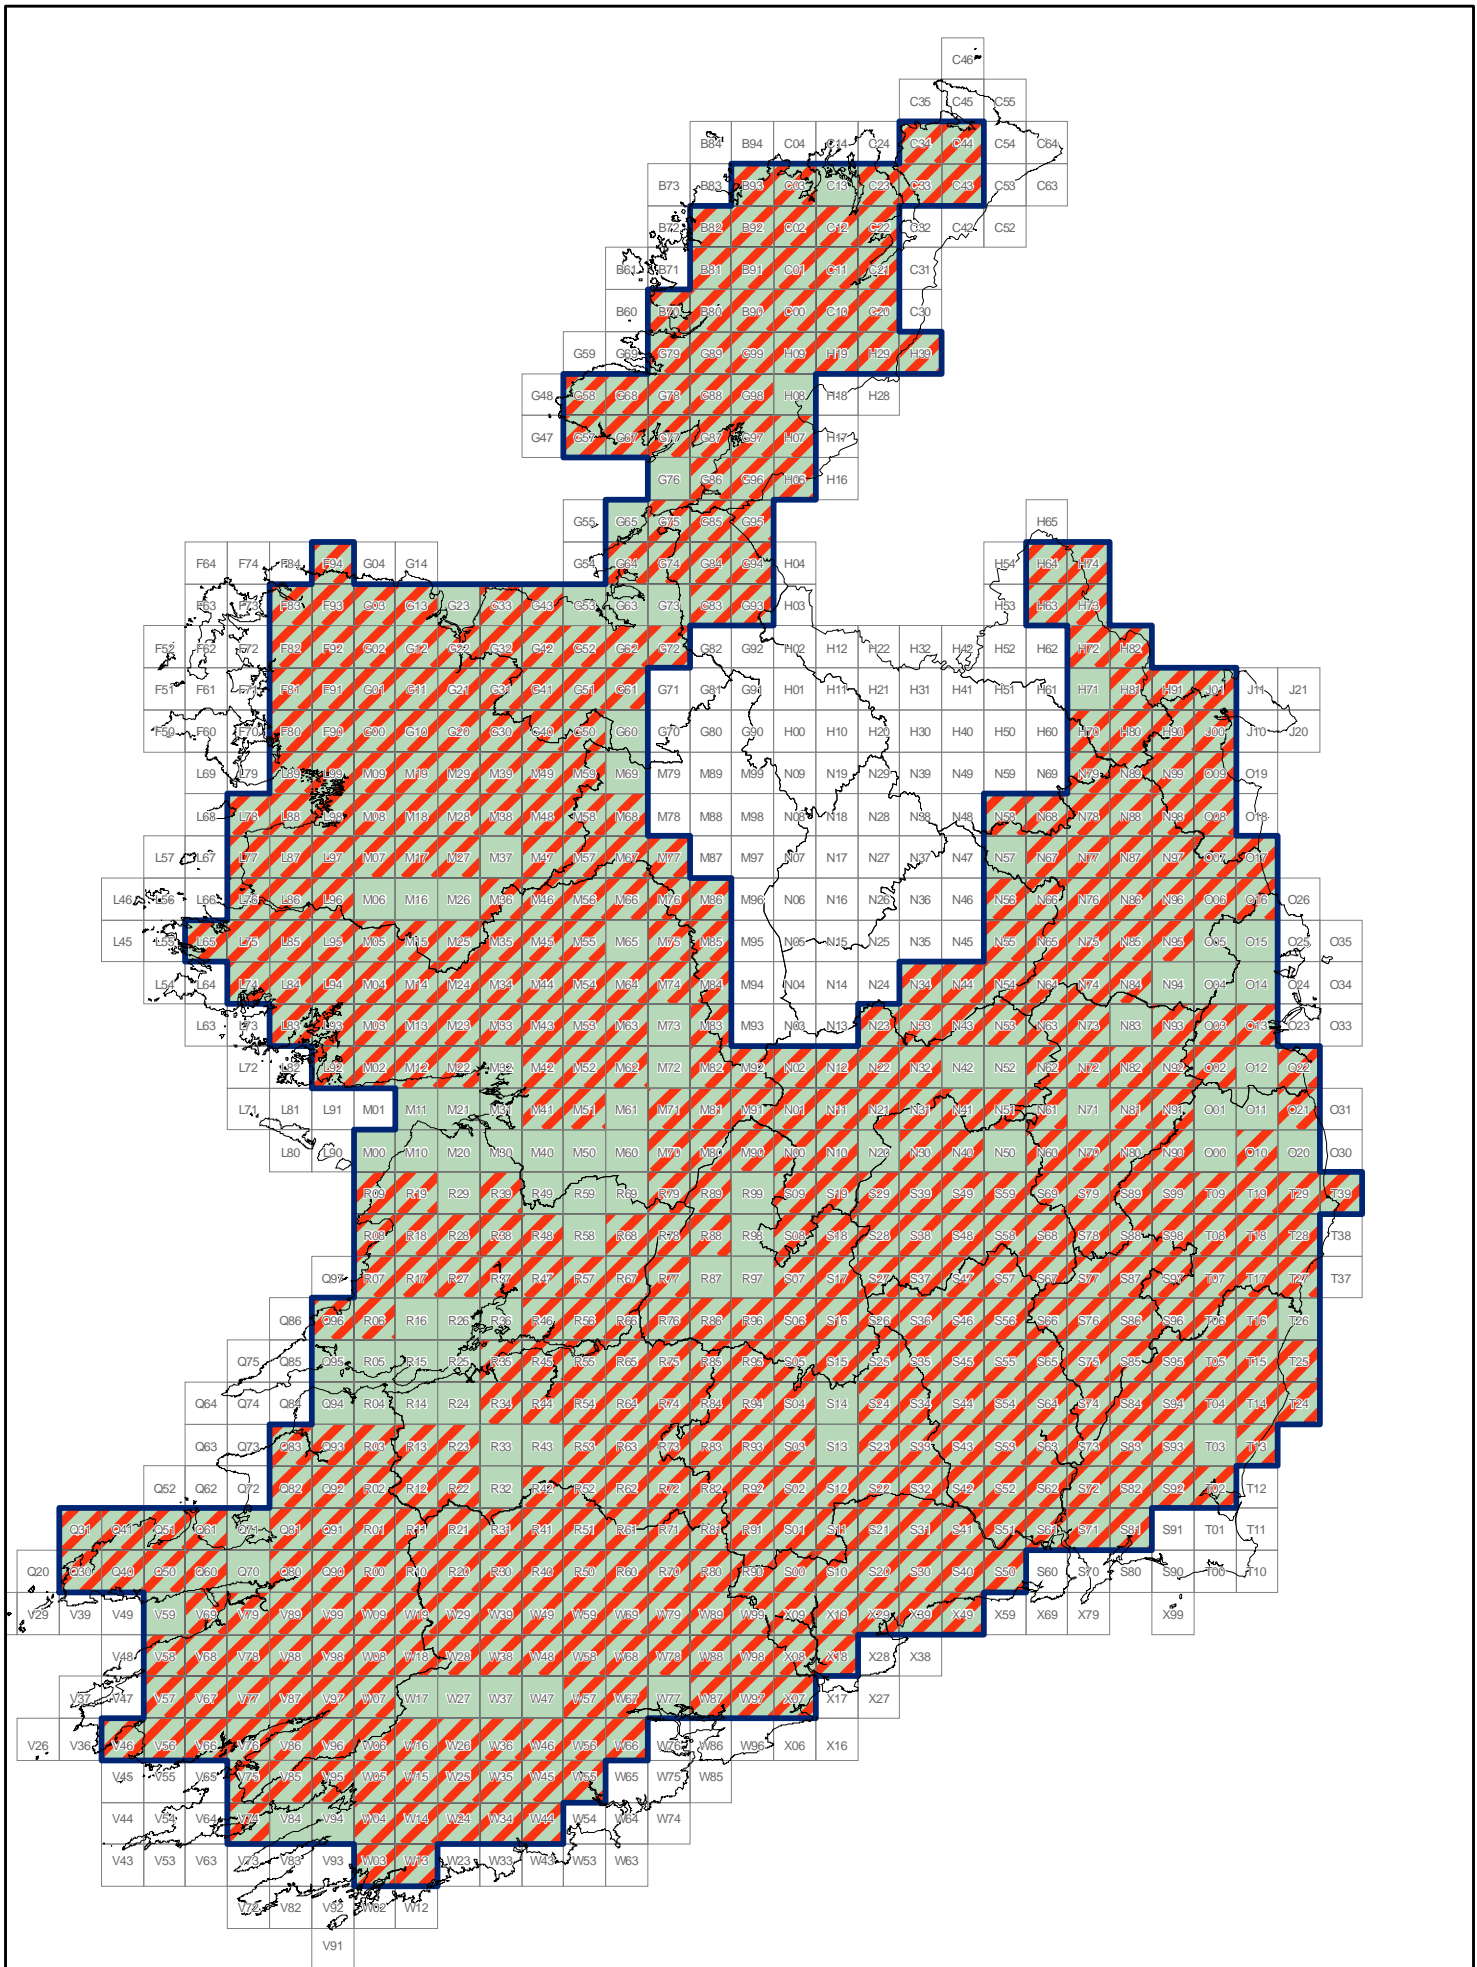 C46
C35 C45 C55
B84 B94 C04 C14 C24 C34 C44 C54 C64
B73 B83 B93 C03 C13 C23 C33 C43 C53 C63
B72 B82 B92 C02 C12 C22 C32 C42 C52
B61 B71 B81 B91 C01 C11 C21 C31
B60 B70 B80 B90 C00 C10 C20 C30
G59 G69 G79 G89 G99 H09 H19 H29 H39
G48 G58 G68 G78 G88 G98 H08 H18 H28
G47 G57 G67 G77 G87 G97 H07 H17
G76 G86 G96 H06 H16
G55 G65 G75 G85 G95 H65
F64 F74 F84 F94 G04 G14 G54 G64 G74 G84 G94 H04 H54 H64 H74
F63 F73 F83 F93 G03 G13 G23 G33 G43 G53 G63 G73 G83 G93 H03 H53 H63 H73
F52 F62 F72 F82 F92 G02 G12 G22 G32 G42 G52 G62 G72 G82 G92 H02 H12 H22 H32 H42 H52 H62 H72 H82
F51 F61 F71 F81 F91 G01 G11 G21 G31 G41 G51 G61 G71 G81 G91 H01 H11 H21 H31 H41 H51 H61 H71 H81 H91 J01 J11 J21
F50 F60 F70 F80 F90 G00 G10 G20 G30 G40 G50 G60 G70 G80 G90 H00 H10 H20 H30 H40 H50 H60 H70 H80 H90 J00 J10 J20
L69 L79 L89 L99 M09 M19 M29 M39 M49 M59 M69 M79 M89 M99 N09 N19 N29 N39 N49 N59 N69 N79 N89 N99 O09 O19
L68 L78 L88 L98 M08 M18 M28 M38 M48 M58 M68 M78 M88 M98 N08 N18 N28 N38 N48 N58 N68 N78 N88 N98 O08 O18
L57 L67 L77 L87 L97 M07 M17 M27 M37 M47 M57 M67 M77 M87 M97 N07 N17 N27 N37 N47 N57 N67 N77 N87 N97 O07 O17
L46 L56 L66 L76 L86 L96 M06 M16 M26 M36 M46 M56 M66 M76 M86 M96 N06 N16 N26 N36 N46 N56 N66 N76 N86 N96 O06 O16 O26
L45 L55 L65 L75 L85 L95 M05 M15 M25 M35 M45 M55 M65 M75 M85 M95 N05 N15 N25 N35 N45 N55 N65 N75 N85 N95 O05 O15 O25 O35
L54 L64 L74 L84 L94 M04 M14 M24 M34 M44 M54 M64 M74 M84 M94 N04 N14 N24 N34 N44 N54 N64 N74 N84 N94 O04 O14 O24 O34
L63 L73 L83 L93 M03 M13 M23 M33 M43 M53 M63 M73 M83 M93 N03 N13 N23 N33 N43 N53 N63 N73 N83 N93 O03 O13 O23 O33
L72 L82 L92 M02 M12 M22 M32 M42 M52 M62 M72 M82 M92 N02 N12 N22 N32 N42 N52 N62 N72 N82 N92 O02 O12 O22
L71 L81 L91 M01 M11 M21 M31 M41 M51 M61 M71 M81 M91 N01 N11 N21 N31 N41 N51 N61 N71 N81 N91 O01 O11 O21 O31
L80 L90 M00 M10 M20 M30 M40 M50 M60 M70 M80 M90 N00 N10 N20 N30 N40 N50 N60 N70 N80 N90 O00 O10 O20 O30
R09 R19 R29 R39 R49 R59 R69 R79 R89 R99 S09 S19 S29 S39 S49 S59 S69 S79 S89 S99 T09 T19 T29 T39
R08 R18 R28 R38 R48 R58 R68 R78 R88 R98 S08 S18 S28 S38 S48 S58 S68 S78 S88 S98 T08 T18 T28 T38
Q97 R07 R17 R27 R37 R47 R57 R67 R77 R87 R97 S07 S17 S27 S37 S47 S57 S67 S77 S87 S97 T07 T17 T27 T37
Q86 Q96 R06 R16 R26 R36 R46 R56 R66 R76 R86 R96 S06 S16 S26 S36 S46 S56 S66 S76 S86 S96 T06 T16 T26
Q75 Q85 Q95 R05 R15 R25 R35 R45 R55 R65 R75 R85 R95 S05 S15 S25 S35 S45 S55 S65 S75 S85 S95 T05 T15 T25
Q64 Q74 Q84 Q94 R04 R14 R24 R34 R44 R54 R64 R74 R84 R94 S04 S14 S24 S34 S44 S54 S64 S74 S84 S94 T04 T14 T24
Q63 Q73 Q83 Q93 R03 R13 R23 R33 R43 R53 R63 R73 R83 R93 S03 S13 S23 S33 S43 S53 S63 S73 S83 S93 T03 T13
Q52 Q62 Q72 Q82 Q92 R02 R12 R22 R32 R42 R52 R62 R72 R82 R92 S02 S12 S22 S32 S42 S52 S62 S72 S82 S92 T02 T12
Q31 Q41 Q51 Q61 Q71 Q81 Q91 R01 R11 R21 R31 R41 R51 R61 R71 R81 R91 S01 S11 S21 S31 S41 S51 S61 S71 S81 S91 T01 T11
Q20 Q30 Q40 Q50 Q60 Q70 Q80 Q90 R00 R10 R20 R30 R40 R50 R60 R70 R80 R90 S00 S10 S20 S30 S40 S50 S60 S70 S80 S90 T00 T10
V29 V39 V49 V59 V69 V79 V89 V99 W09 W19 W29 W39 W49 W59 W69 W79 W89 W99 X09 X19 X29 X39 X49 X59 X69 X79 X99
V48 V58 V68 V78 V88 V98 W08 W18 W28 W38 W48 W58 W68 W78 W88 W98 X08 X18 X28 X38
V37 V47 V57 V67 V77 V87 V97 W07 W17 W27 W37 W47 W57 W67 W77 W87 W97 X07 X17 X27
V26 V36 V46 V56 V66 V76 V86 V96 W06 W16 W26 W36 W46 W56 W66 W76 W86 W96 X06 X16
V45 V55 V65 V75 V85 V95 W05 W15 W25 W35 W45 W55 W65 W75 W85
V44 V54 V64 V74 V84 V94 W04 W14 W24 W34 W44 W54 W64 W74
V43 V53 V63 V73 V83 V93 W03 W13 W23 W33 W43 W53 W63
V72 V82 V92 W02 W12
V91